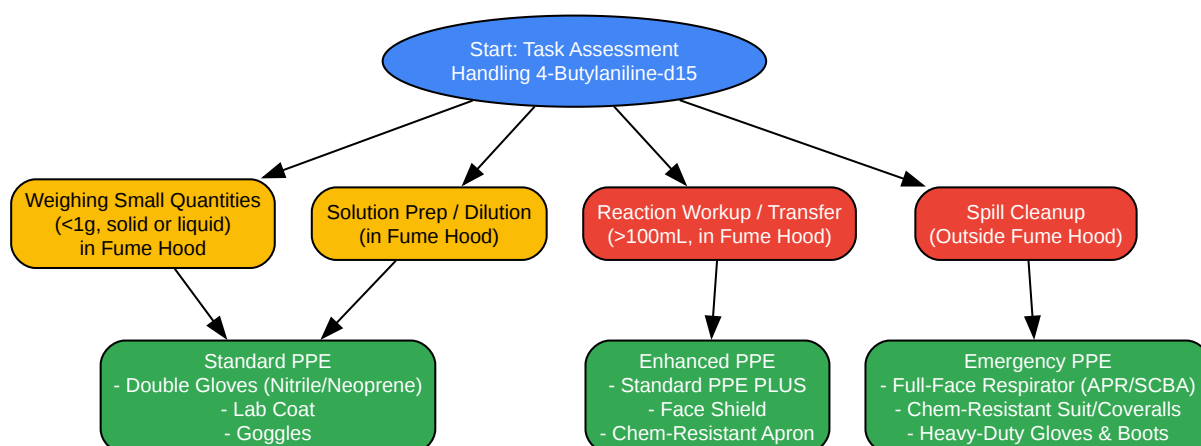 Start: Task Assessment
Handling 4-Butylaniline-d15
Weighing Small Quantities
(<1g, solid or liquid)
in Fume Hood
Solution Prep / Dilution
(in Fume Hood)
Reaction Workup / Transfer
(>100mL, in Fume Hood)
Spill Cleanup
(Outside Fume Hood)
Standard PPE
- Double Gloves (Nitrile/Neoprene)
- Lab Coat
- Goggles
Enhanced PPE
- Standard PPE PLUS
- Face Shield
- Chem-Resistant Apron
Emergency PPE
- Full-Face Respirator (APR/SCBA)
- Chem-Resistant Suit/Coveralls
- Heavy-Duty Gloves & Boots